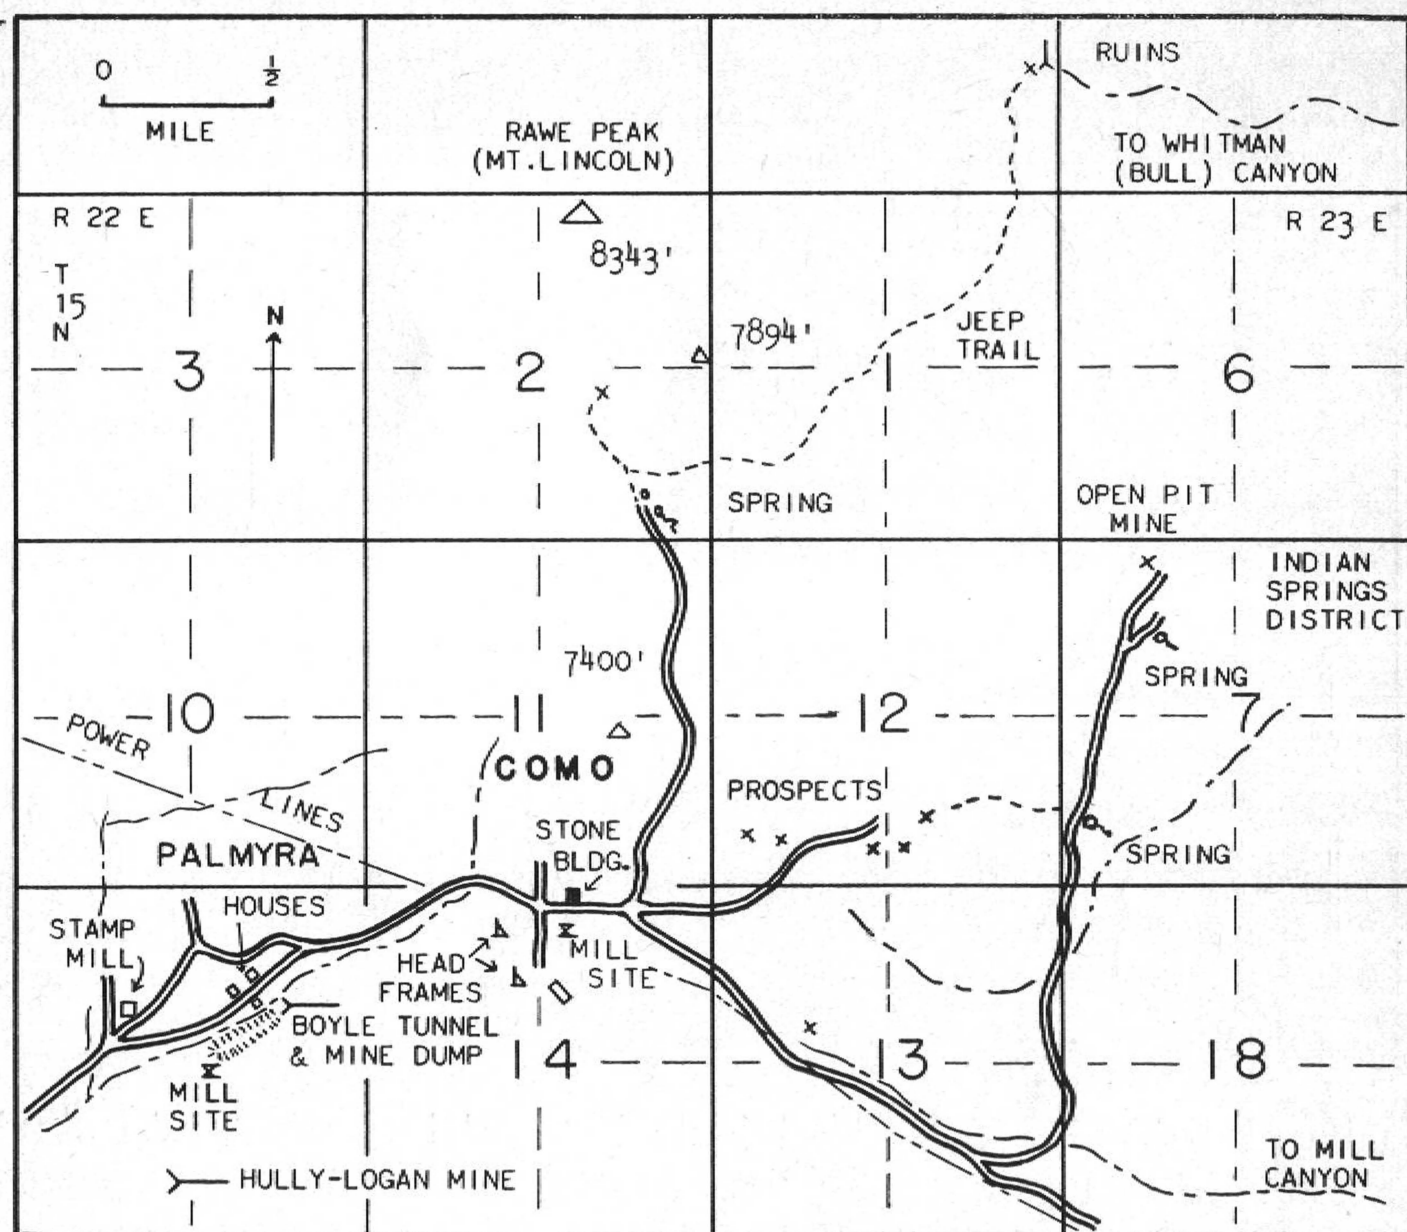 0 ½
MILE
RAWE PEAK
(MT.LINCOLN)
RUINS
TO WHITMAN
(BULL) CANYON
R 22 E
R 23 E
T
15
N
N
8343'
7894'
JEEP
TRAIL
3
2
1
6
SPRING
OPEN PIT
MINE
INDIAN
SPRINGS
DISTRICT
7400'
SPRING
10
11
12
7
POWER
LINES
COMO
PROSPECTS
STONE
BLDG.
PALMYRA
SPRING
STAMP
MILL
HOUSES
HEAD
FRAMES
MILL
SITE
BOYLE TUNNEL
& MINE DUMP
14
13
18
MILL
SITE
HULLY-LOGAN MINE
TO MILL
CANYON